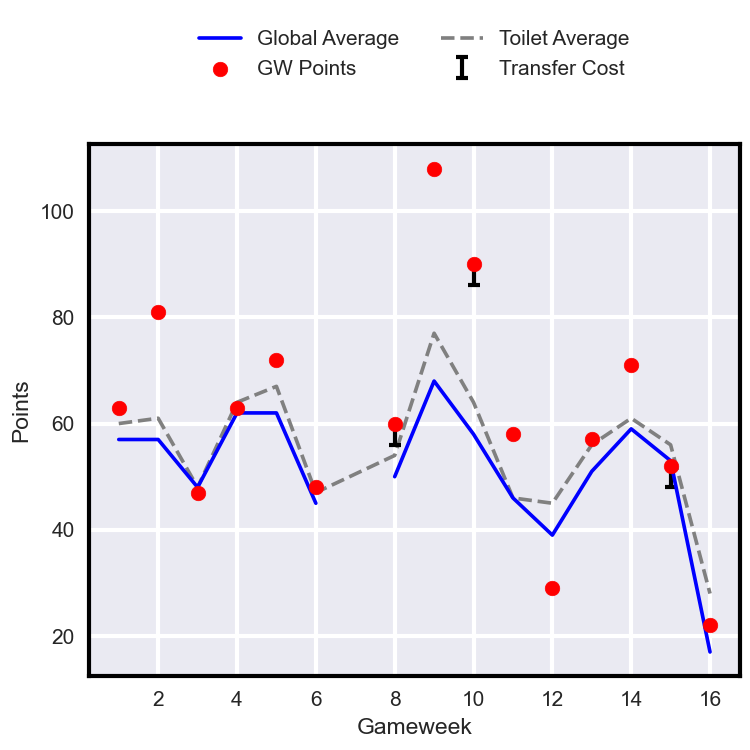 Global Average
Toilet Average
GW Points
Transfer Cost
100
80
60
40
20
Points
2 4 6 8 10 12 14 16
Gameweek